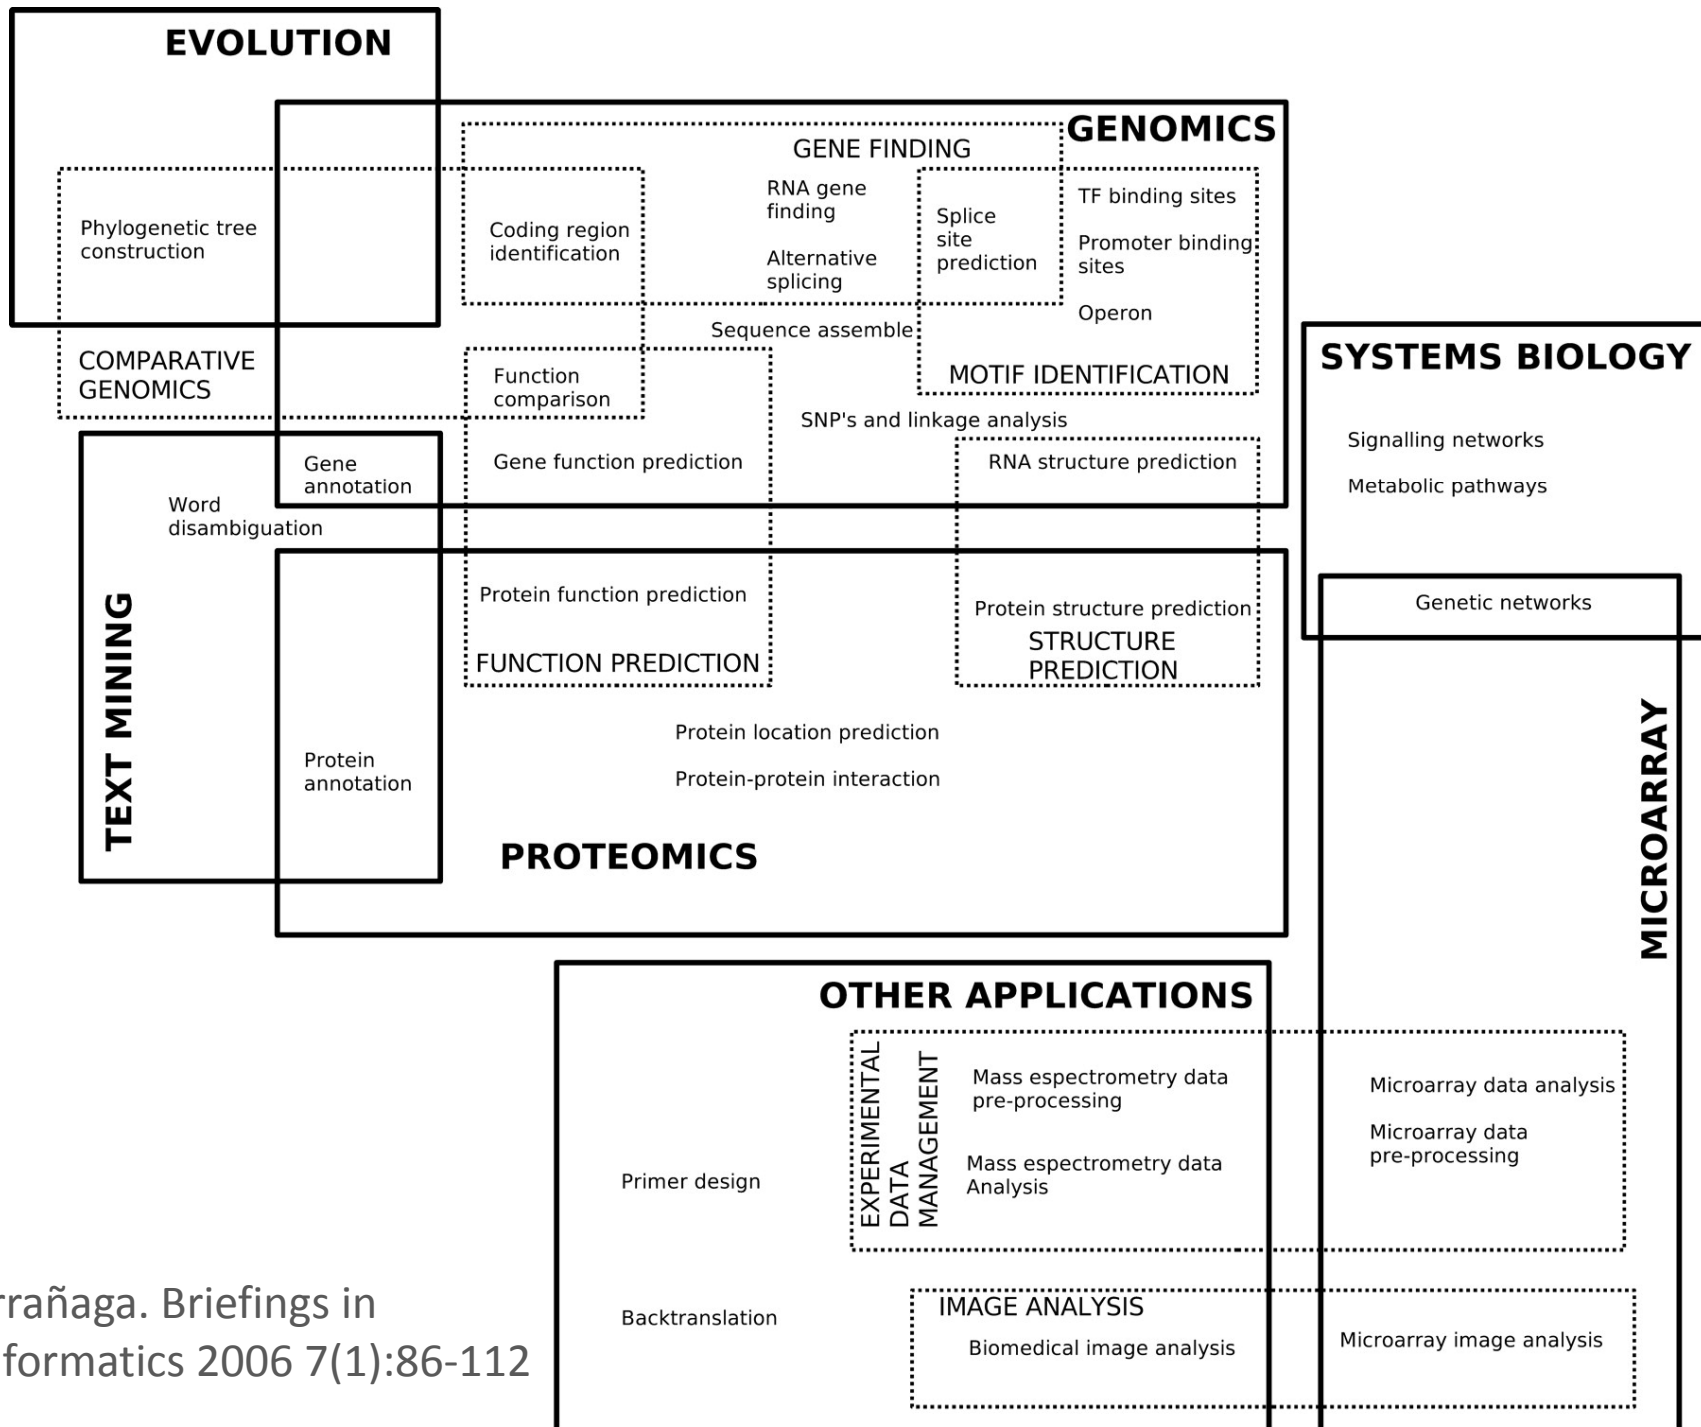 EVOLUTION
GENOMICS
GENE FINDING
RNA gene
finding
Alternative
splicing
Splice
site
prediction
TF binding sites
Promoter binding
sites
Operon
MOTIF IDENTIFICATION
Phylogenetic tree
construction
Coding region
identification
Sequence assemble
COMPARATIVE
GENOMICS
Function
comparison
SNP's and linkage analysis
Gene
annotation
Gene function prediction
RNA structure prediction
SYSTEMS BIOLOGY
Signalling networks
Metabolic pathways
Genetic networks
Word
disambiguation
TEXT MINING
Protein function prediction
FUNCTION PREDICTION
Protein structure prediction
STRUCTURE
PREDICTION
Protein location prediction
Protein-protein interaction
Protein
annotation
PROTEOMICS
MICROARRAY
OTHER APPLICATIONS
EXPERIMENTAL
DATA
MANAGEMENT
Mass espectrometry data
pre-processing
Mass espectrometry data
Analysis
Microarray data analysis
Microarray data
pre-processing
Primer design
Backtranslation
IMAGE ANALYSIS
Biomedical image analysis
Microarray image analysis
rrañaga. Briefings in
formatics 2006 7(1):86-112